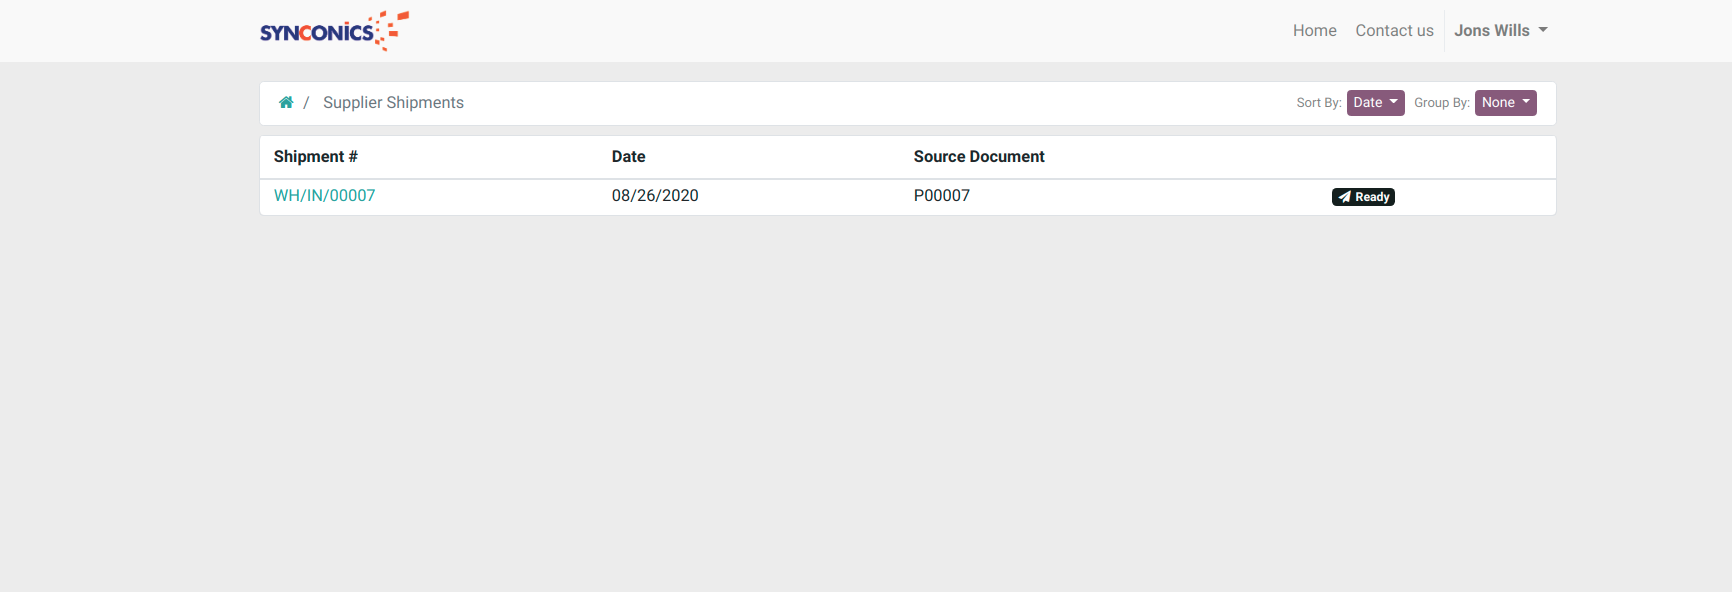 SYNCONiCS Home Contact us Jons Wills
/ Supplier Shipments Sort By: Date Group By: None
Shipment # Date Source Document
WH/IN/00007 08/26/2020 P00007 Ready